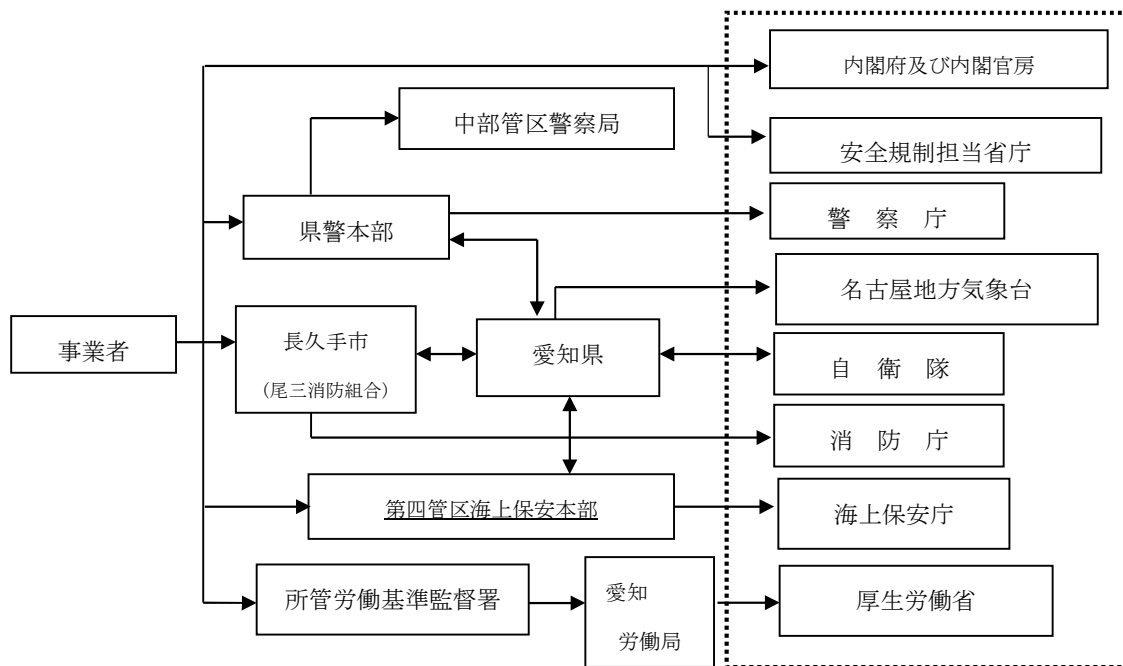 内閣府及び内閣官房
中部管区警察局
安全規制担当省庁
県警本部
警　察　庁
名古屋地方気象台
事業者
長久手市
（尾三消防組合）
愛知県
自　衛　隊
消　防　庁
第四管区海上保安本部
海上保安庁
所管労働基準監督署
愛知
労働局
厚生労働省